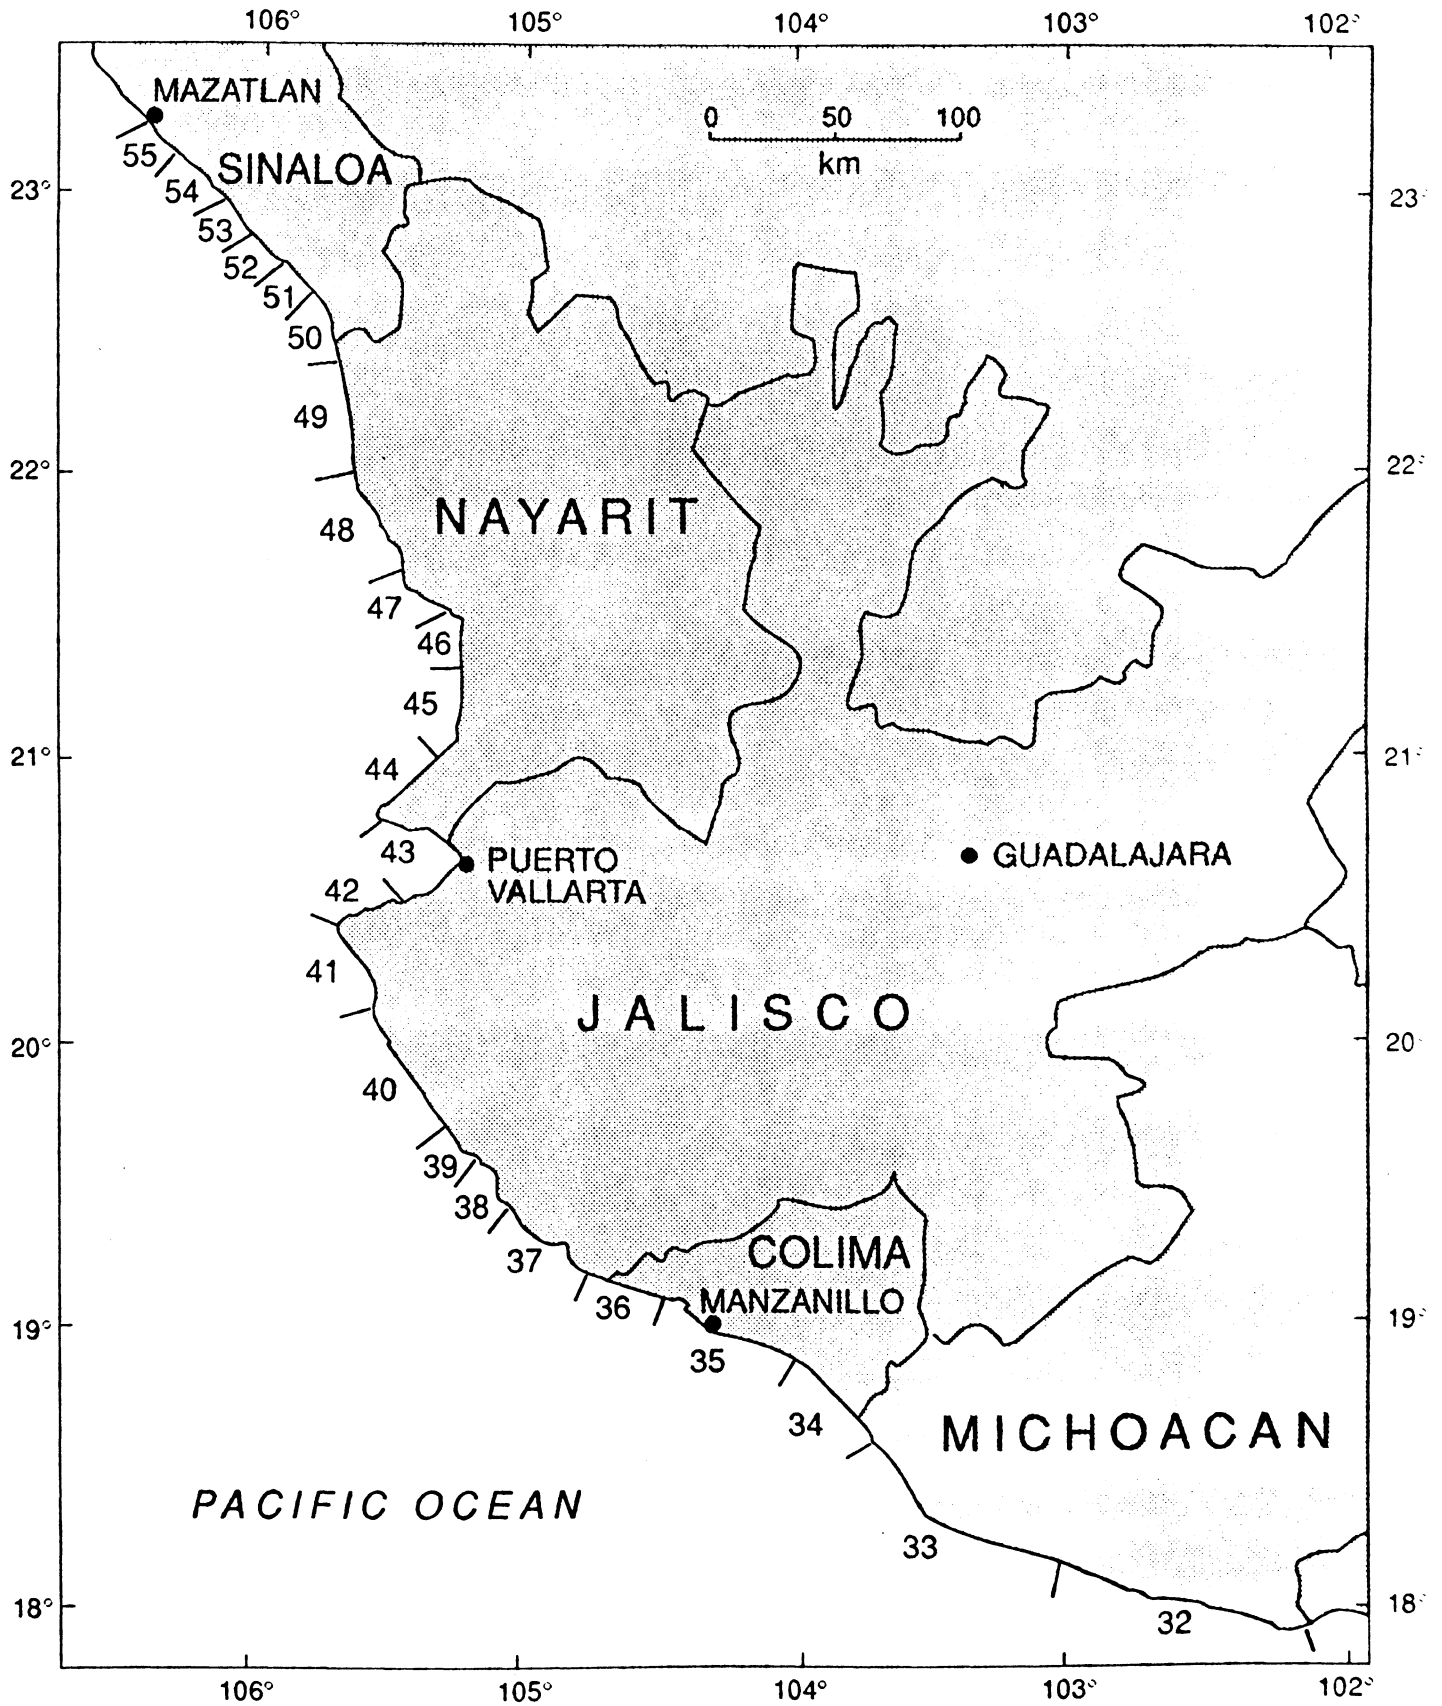 106° 105° 104° 103° 102°
MAZATLAN
0 50 100
km
55
SINALOA
23° 54 23
53
52
51
50
49
22° 22
NAYARIT
48
47
46
45
21° 44 21
43 PUERTO
VALLARTA
GUADALAJARA
42
41
JALISCO
20° 20
40
39
38
37 COLIMA
36 MANZANILLO
19° 19
35
34 MICHOACAN
PACIFIC OCEAN
33
18° 32 18
106° 105° 104° 103° 102°